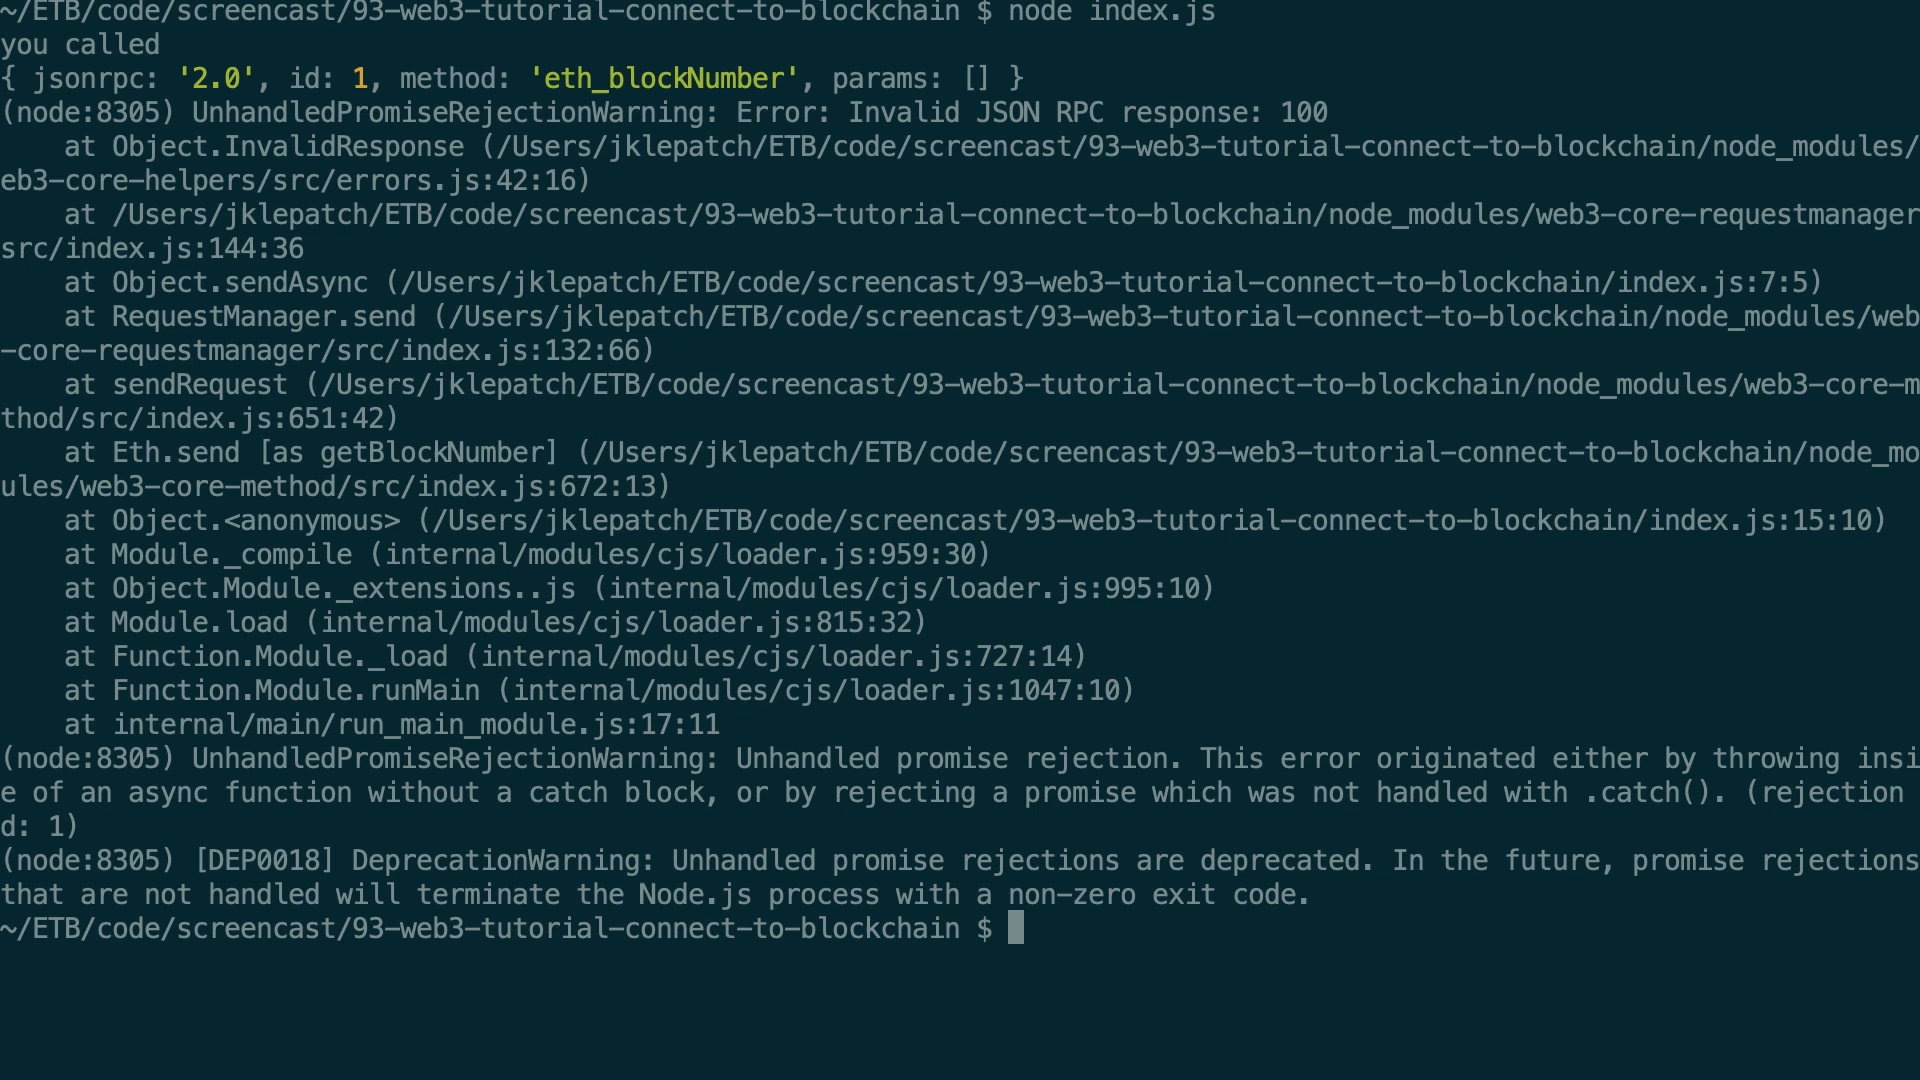 ~/ETB/code/screencast/93-web3-tutorial-connect-to-blockchain $ node index.js
you called
{ jsonrpc: '2.0', id: 1, method: 'eth_blockNumber', params: [] }
(node:8305) UnhandledPromiseRejectionWarning: Error: Invalid JSON RPC response: 100
    at Object.InvalidResponse (/Users/jklepatch/ETB/code/screencast/93-web3-tutorial-connect-to-blockchain/node_modules/
eb3-core-helpers/src/errors.js:42:16)
    at /Users/jklepatch/ETB/code/screencast/93-web3-tutorial-connect-to-blockchain/node_modules/web3-core-requestmanager
src/index.js:144:36
    at Object.sendAsync (/Users/jklepatch/ETB/code/screencast/93-web3-tutorial-connect-to-blockchain/index.js:7:5)
    at RequestManager.send (/Users/jklepatch/ETB/code/screencast/93-web3-tutorial-connect-to-blockchain/node_modules/web
-core-requestmanager/src/index.js:132:66)
    at sendRequest (/Users/jklepatch/ETB/code/screencast/93-web3-tutorial-connect-to-blockchain/node_modules/web3-core-m
thod/src/index.js:651:42)
    at Eth.send [as getBlockNumber] (/Users/jklepatch/ETB/code/screencast/93-web3-tutorial-connect-to-blockchain/node_mo
ules/web3-core-method/src/index.js:672:13)
    at Object.<anonymous> (/Users/jklepatch/ETB/code/screencast/93-web3-tutorial-connect-to-blockchain/index.js:15:10)
    at Module._compile (internal/modules/cjs/loader.js:959:30)
    at Object.Module._extensions..js (internal/modules/cjs/loader.js:995:10)
    at Module.load (internal/modules/cjs/loader.js:815:32)
    at Function.Module._load (internal/modules/cjs/loader.js:727:14)
    at Function.Module.runMain (internal/modules/cjs/loader.js:1047:10)
    at internal/main/run_main_module.js:17:11
(node:8305) UnhandledPromiseRejectionWarning: Unhandled promise rejection. This error originated either by throwing insi
e of an async function without a catch block, or by rejecting a promise which was not handled with .catch(). (rejection
d: 1)
(node:8305) [DEP0018] DeprecationWarning: Unhandled promise rejections are deprecated. In the future, promise rejections
that are not handled will terminate the Node.js process with a non-zero exit code.
~/ETB/code/screencast/93-web3-tutorial-connect-to-blockchain $